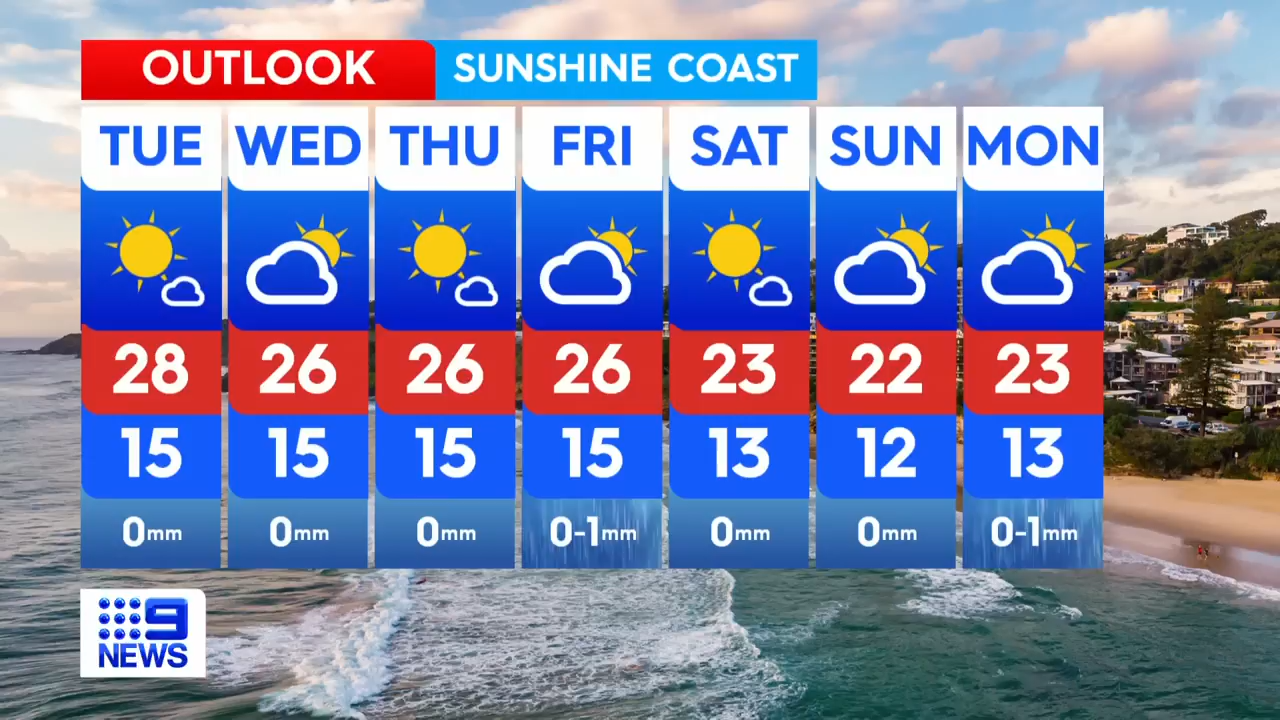 OUTLOOK SUNSHINE COAST
TUE WED THU FRI SAT SUN MON
28 26 26 26 23 22 23
15 15 15 15 13 12 13
0mm 0mm 0mm 0-1mm 0mm 0mm 0-1mm
9
NEWS